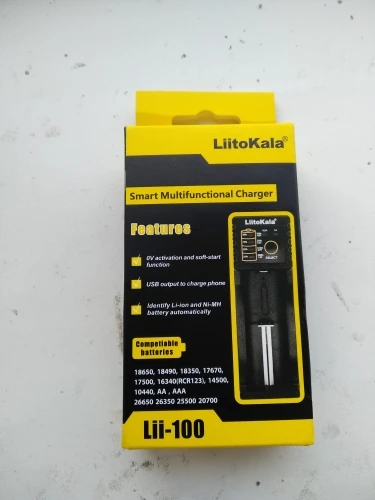 LiitoKala®
Smart Multifunctional Charger
Features
0V activation and soft-start
function
USB output to charge phone
Identify Li-ion and Ni-MH
battery automatically
LiitoKala®
SELECT
Compatiable
batteries
18650, 18490, 18350, 17670,
17500, 16340(RCR123), 14500,
10440, AA , AAA
26650 26350 25500 20700
Lii-100